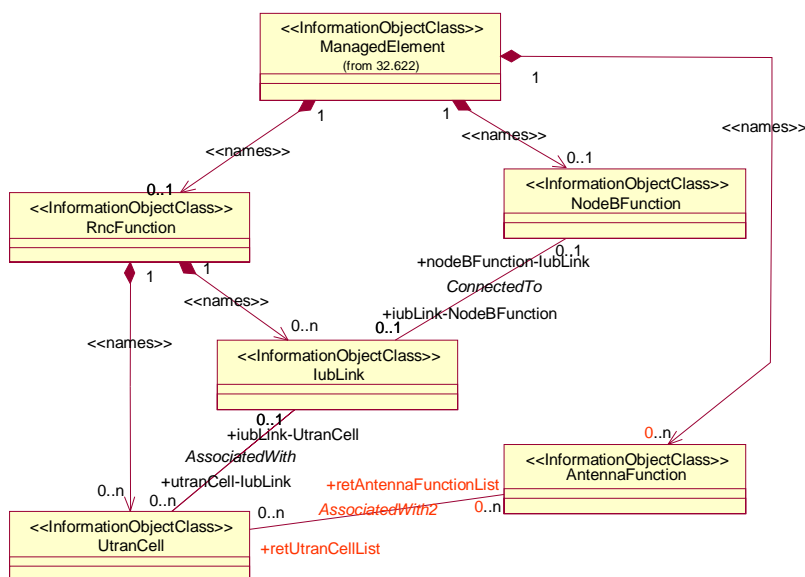 <<InformationObjectClass>>
ManagedElement
(from 32.622)
1
1
1
<<names>>
<<names>>
<<names>>
0..1
0..1
<<InformationObjectClass>>
RncFunction
<<InformationObjectClass>>
NodeBFunction
1
1
0..1
+nodeBFunction-IubLink
ConnectedTo
+iubLink-NodeBFunction
<<names>>
0..n
0..1
<<names>>
<<InformationObjectClass>>
IubLink
0..1
+iubLink-UtranCell
AssociatedWith
+utranCell-IubLink
0..n
0..n
0..n
<<InformationObjectClass>>
AntennaFunction
+retAntennaFunctionList
AssociatedWith2
0..n
0..n
<<InformationObjectClass>>
UtranCell
+retUtranCellList